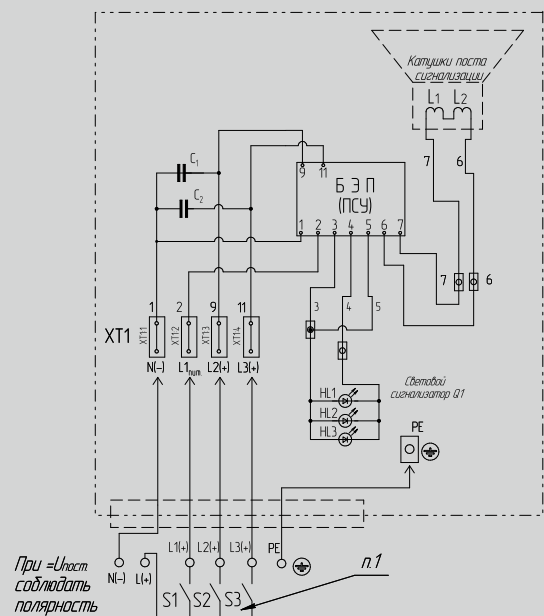 Катушки поста
сигнализации
L1 L2
7 6
C1
C2
9 11
БЭП
(ПСУ)
1 2 3 4 5 6 7
7 6
3 4 5
1 2 9 11
XT1
XT11 XT12 XT13 XT14
N(-) L1пит. L2(+) L3(+)
HL1
HL2
HL3
Световой
сигнализатор Q1
PE
L1(+) L2(+) L3(+) PE
N(-) L(+)
При =Uпост.
соблюдать
полярность
S1 S2 S3
п.1